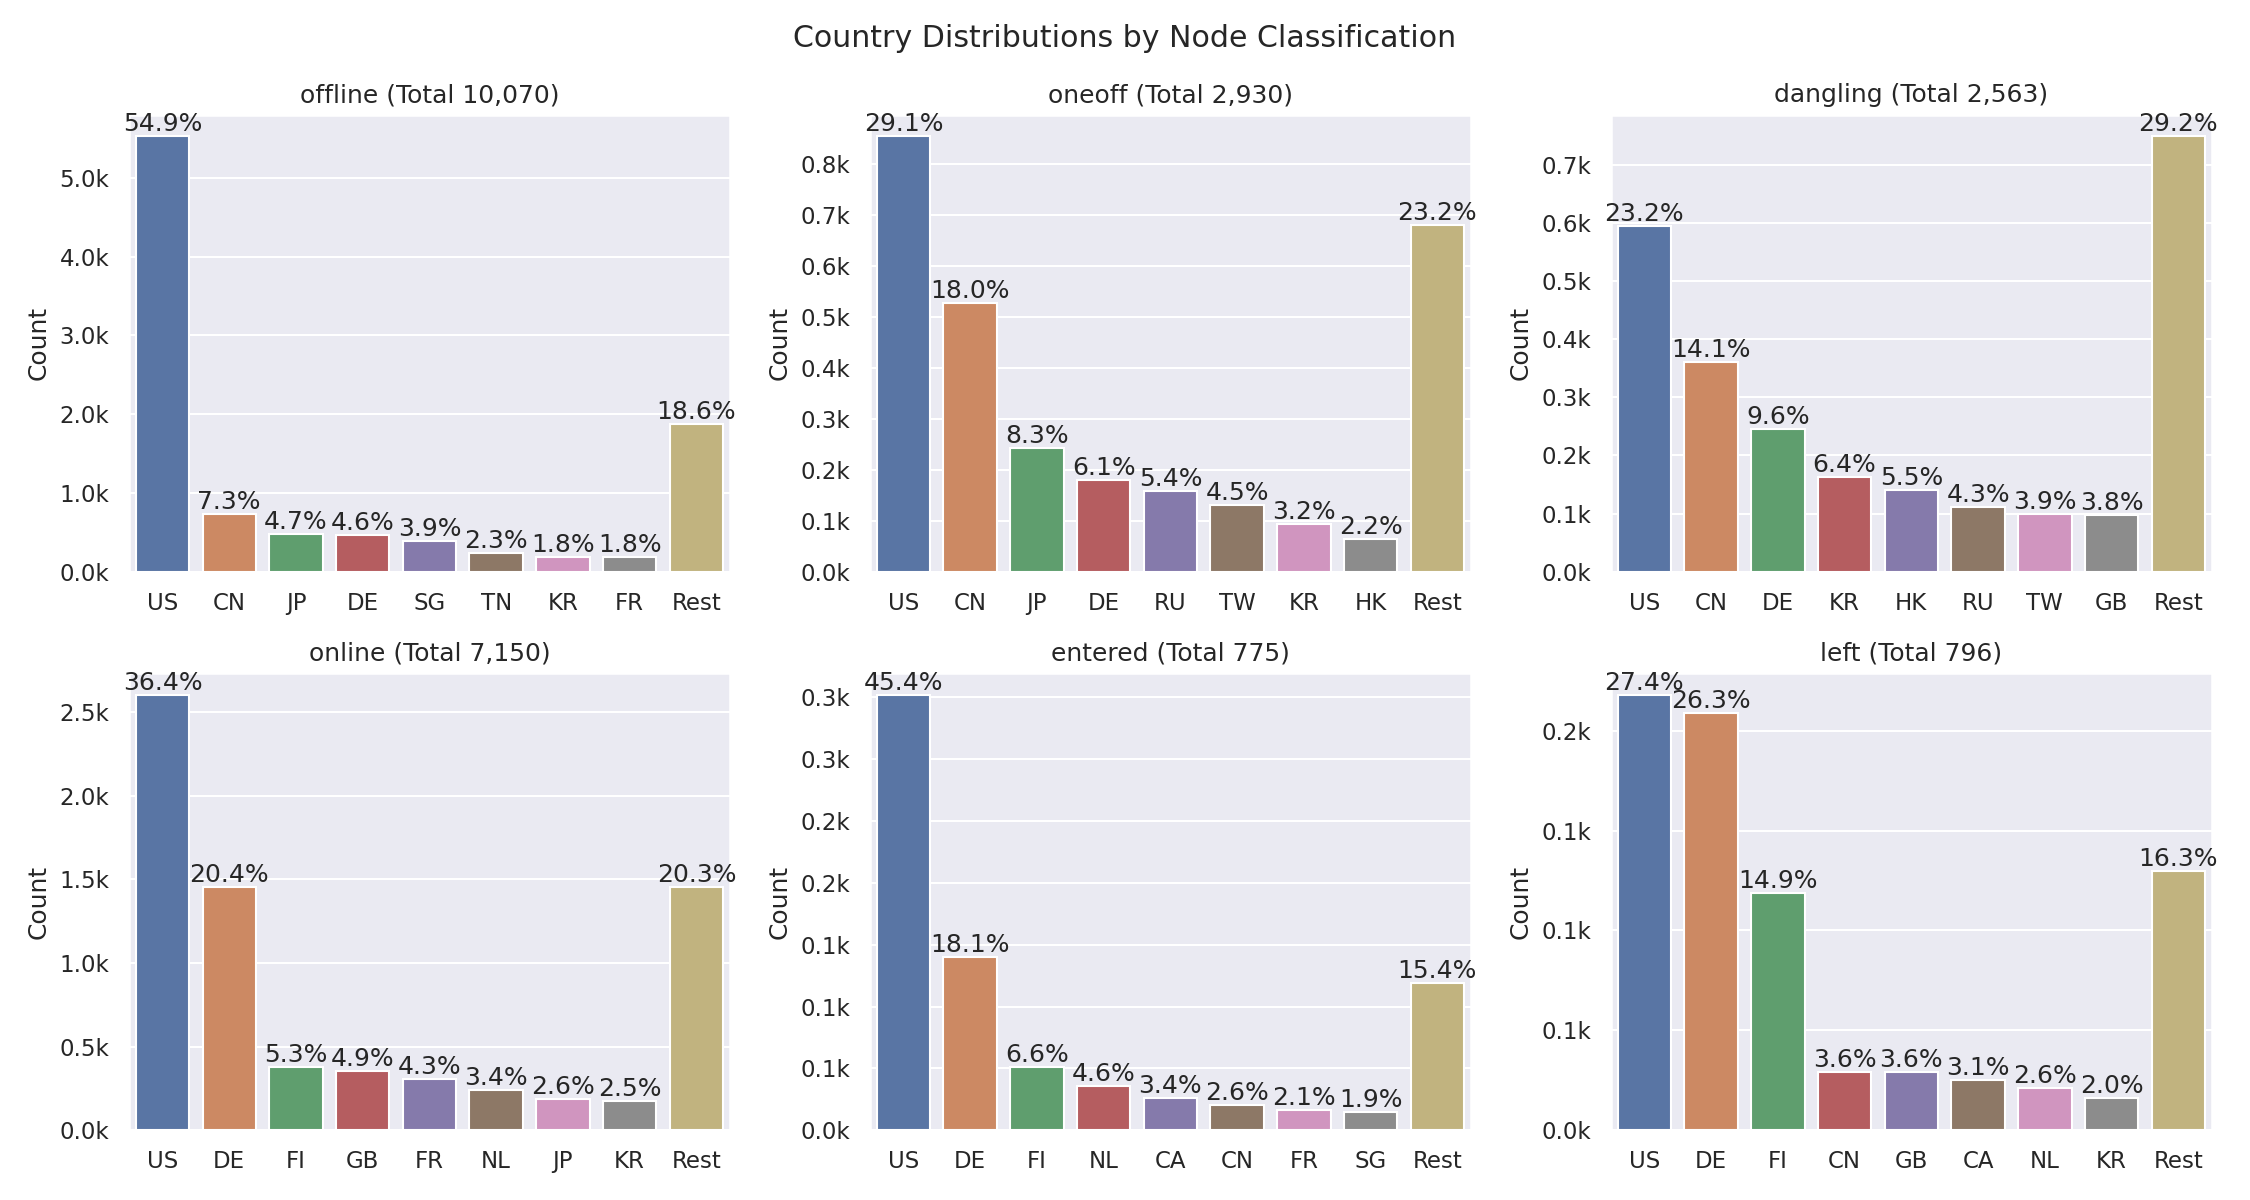 Country Distributions by Node Classification
offline (Total 10,070)
Count
5.0k
4.0k
3.0k
2.0k
1.0k
0.0k
54.9%
7.3%
4.7%
4.6%
3.9%
2.3%
1.8%
1.8%
18.6%
US CN JP DE SG TN KR FR Rest
oneoff (Total 2,930)
Count
0.8k
0.7k
0.6k
0.5k
0.4k
0.3k
0.2k
0.1k
0.0k
29.1%
18.0%
8.3%
6.1%
5.4%
4.5%
3.2%
2.2%
23.2%
US CN JP DE RU TW KR HK Rest
dangling (Total 2,563)
Count
0.7k
0.6k
0.5k
0.4k
0.3k
0.2k
0.1k
0.0k
23.2%
14.1%
9.6%
6.4%
5.5%
4.3%
3.9%
3.8%
29.2%
US CN DE KR HK RU TW GB Rest
online (Total 7,150)
Count
2.5k
2.0k
1.5k
1.0k
0.5k
0.0k
36.4%
20.4%
5.3%
4.9%
4.3%
3.4%
2.6%
2.5%
20.3%
US DE FI GB FR NL JP KR Rest
entered (Total 775)
Count
0.3k
0.3k
0.2k
0.2k
0.1k
0.1k
0.1k
0.0k
45.4%
18.1%
6.6%
4.6%
3.4%
2.6%
2.1%
1.9%
15.4%
US DE FI NL CA CN FR SG Rest
left (Total 796)
Count
0.2k
0.1k
0.1k
0.1k
0.0k
27.4%
26.3%
14.9%
3.6%
3.6%
3.1%
2.6%
2.0%
16.3%
US DE FI CN GB CA NL KR Rest